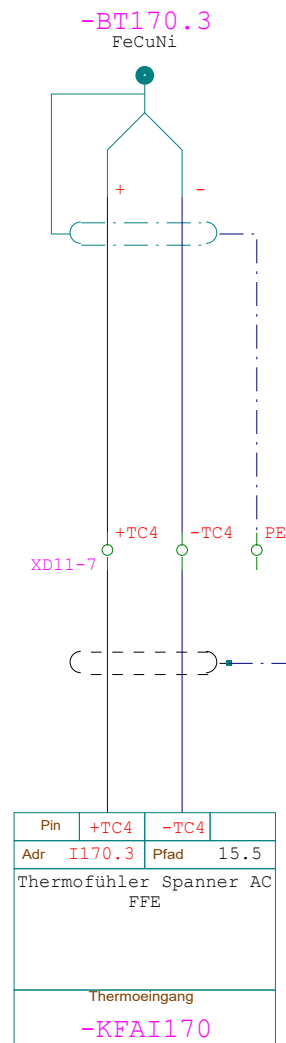 -BT170.3
FeCuNi
+ -
+TC4 -TC4 PE
XD11-7
Pin +TC4 -TC4
Adr I170.3 Pfad 15.5
Thermofühler Spanner AC
FFE
Thermoeingang
-KFAI170